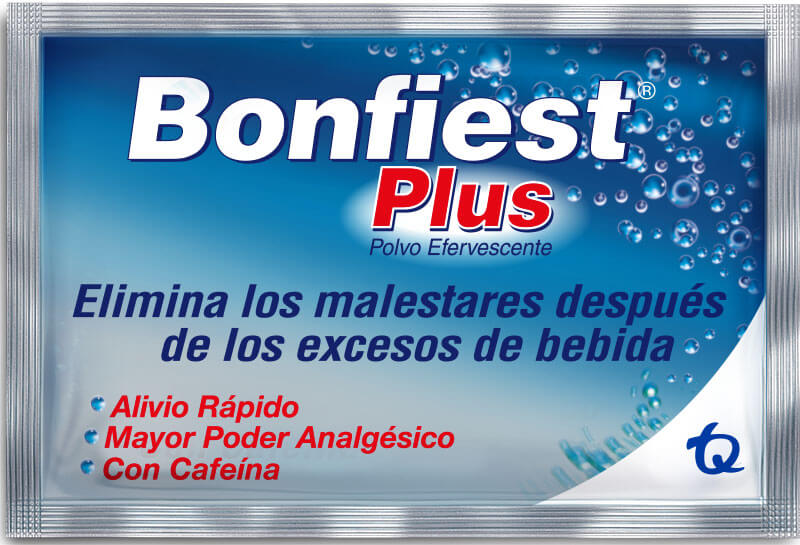 Bonfiest®
Plus
Polvo Efervescente
Elimina los malestares después
de los excesos de bebida
Alivio Rápido
Mayor Poder Analgésico
Con Cafeína
TQ